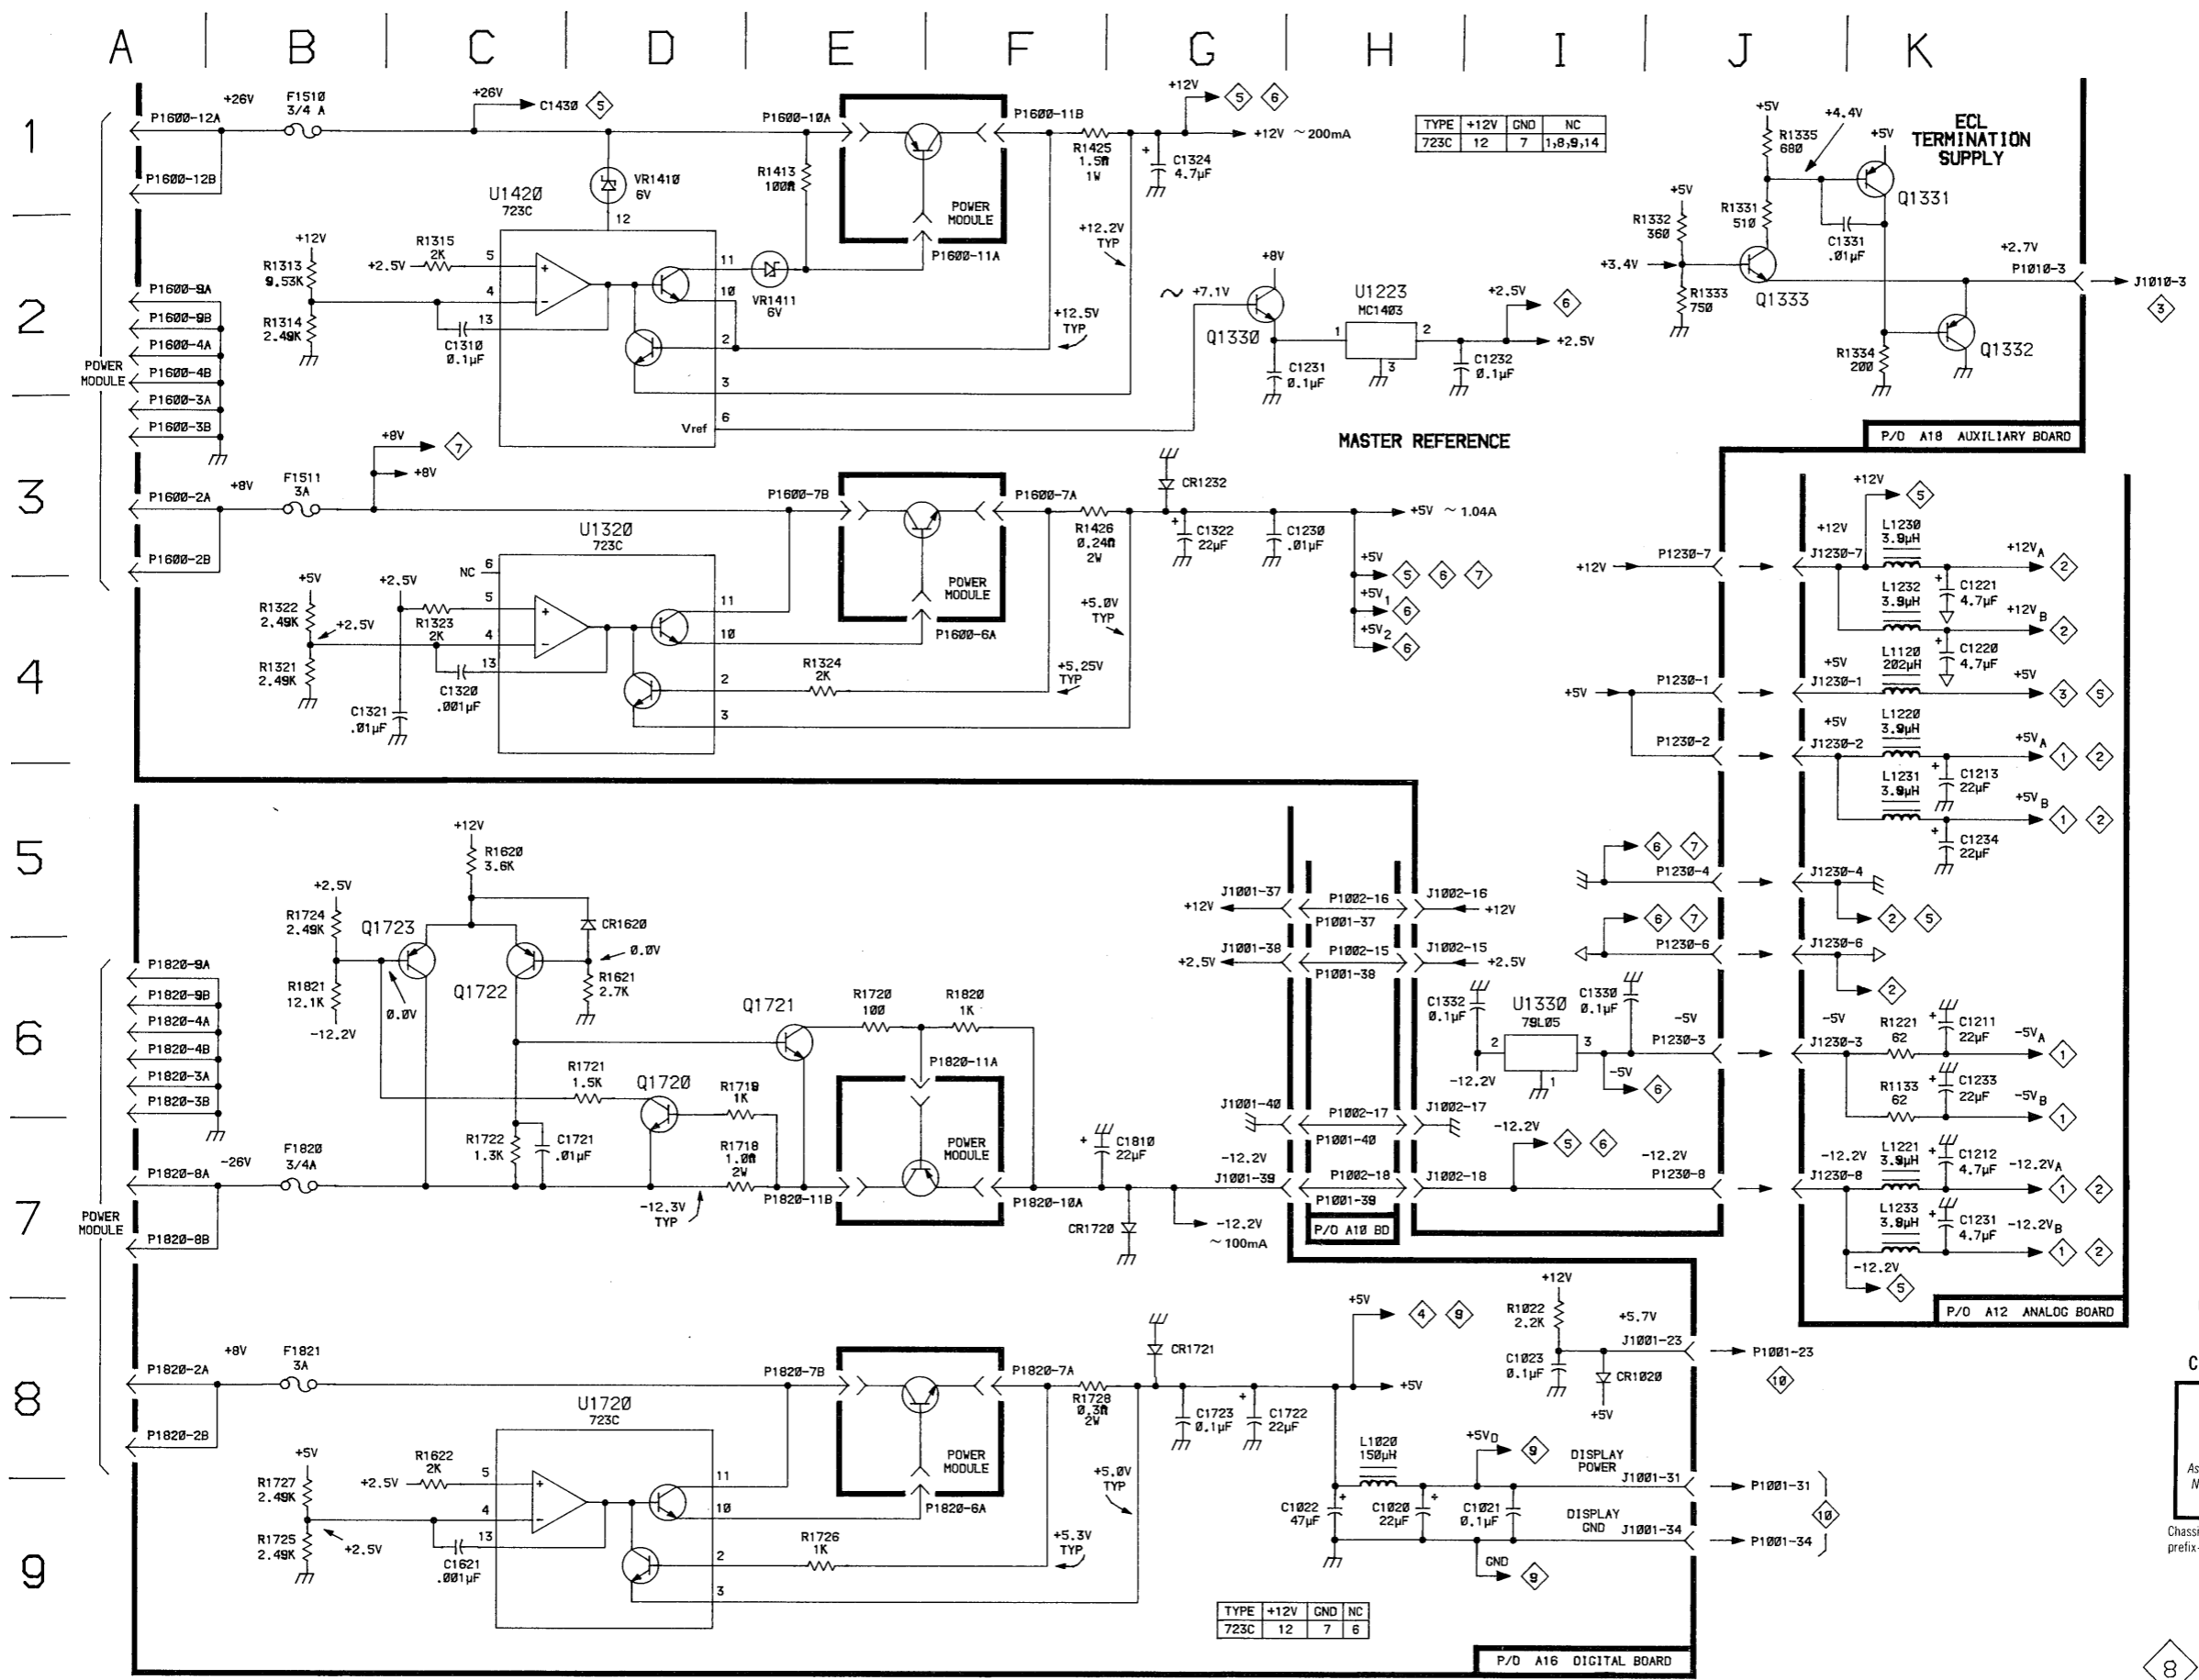 A B C D E F G H I J K
1
2
3
4
5
6
7
8
9
P1600-12A
+26V
F1510
3/4 A
+26V
C1430 5
P1600-10A
P1600-11B
+12V
5 6
+12V ~200mA
P1600-12B
VR1410
6V
R1413
100Ω
POWER
MODULE
R1425
1.5Ω
1W
C1324
4.7µF
TYPE +12V GND NC
723C 12 7 1,8,9,14
+5V
R1335
680
+4.4V
+5V
ECL
TERMINATION
SUPPLY
Q1331
U1420
723C
12
+12V
R1313
9.53K
R1314
2.49K
R1315
2K
+2.5V
5
4
13
C1310
0.1µF
11
10
2
3
6
Vref
VR1411
6V
P1600-11A
+12.2V
TYP
+12.5V
TYP
~ +7.1V
+8V
Q1330
C1231
0.1µF
U1223
MC1403
1
2
3
+2.5V
6
+2.5V
C1232
0.1µF
MASTER REFERENCE
+5V
R1332
360
R1331
510
C1331
.01µF
+3.4V
Q1333
R1333
750
+2.7V
P1010-3
J1010-3
3
R1334
200
Q1332
P/O A18 AUXILIARY BOARD
POWER
MODULE
P1600-9A
P1600-9B
P1600-4A
P1600-4B
P1600-3A
P1600-3B
+8V
7
+8V
P1600-2A
+8V
F1511
3A
P1600-2B
P1600-7B
P1600-7A
CR1232
R1426
0.24Ω
2W
C1322
22µF
C1230
.01µF
+5V ~1.04A
+5V
5 6 7
+5V1
6
+5V2
6
U1320
723C
NC
6
+5V
R1322
2.49K
+2.5V
R1321
2.49K
+2.5V
R1323
2K
5
4
13
C1320
.001µF
C1321
.01µF
11
10
2
3
POWER
MODULE
P1600-6A
R1324
2K
+5.0V
TYP
+5.25V
TYP
+12V
P1230-7
+12V
J1230-7
+12V
5
L1230
3.9µH
+12VA
2
L1232
3.9µH
C1221
4.7µF
+12VB
2
C1220
4.7µF
+5V
P1230-1
+5V
J1230-1
L1120
202µH
+5V
3 5
P1230-2
+5V
J1230-2
L1220
3.9µH
+5VA
1 2
L1231
3.9µH
C1213
22µF
+5VB
1 2
C1234
22µF
+12V
R1620
3.6K
+2.5V
R1724
2.49K
Q1723
Q1722
CR1620
0.0V
R1621
2.7K
R1821
12.1K
-12.2V
0.0V
J1001-37
+12V
P1002-16
P1001-37
J1002-16
+12V
J1001-38
+2.5V
P1002-15
P1001-38
J1002-15
+2.5V
6 7
P1230-4
J1230-4
2 5
6 7
P1230-6
J1230-6
2
P1820-9A
P1820-9B
P1820-4A
P1820-4B
P1820-3A
P1820-3B
Q1721
R1720
100
R1820
1K
P1820-11A
R1721
1.5K
Q1720
R1719
1K
R1718
1.0Ω
2W
R1722
1.3K
C1721
.01µF
C1332
0.1µF
U1330
79L05
2
3
1
-12.2V
C1330
0.1µF
-5V
P1230-3
-5V
6
-5V
J1230-3
R1221
62
C1211
22µF
-5VA
1
R1133
62
C1233
22µF
-5VB
1
J1001-40
P1002-17
P1001-40
J1002-17
P1820-8A
-26V
F1820
3/4A
P1820-8B
POWER
MODULE
-12.3V
TYP
P1820-11B
POWER
MODULE
P1820-10A
C1810
22µF
CR1720
-12.2V
J1001-39
P1002-18
P1001-39
J1002-18
-12.2V
~100mA
P/O A10 BD
-12.2V
5 6
-12.2V
P1230-8
-12.2V
J1230-8
L1221
3.9µH
C1212
4.7µF
-12.2VA
1 2
L1233
3.9µH
C1231
4.7µF
-12.2VB
1 2
-12.2V
5
P/O A12 ANALOG BOARD
P1820-2A
+8V
F1821
3A
P1820-2B
P1820-7B
P1820-7A
R1728
0.3Ω
2W
CR1721
C1723
0.1µF
C1722
22µF
+5V
4 9
+5V
+12V
R1022
2.2K
+5.7V
J1001-23
P1001-23
10
C1023
0.1µF
CR1020
+5V
U1720
723C
+5V
R1727
2.49K
R1725
2.49K
+2.5V
+2.5V
R1622
2K
5
4
13
C1621
.001µF
11
10
2
3
POWER
MODULE
P1820-6A
R1726
1K
+5.0V
TYP
+5.3V
TYP
L1020
150µH
+5VD
9
DISPLAY
POWER
J1001-31
P1001-31
C1022
47µF
C1020
22µF
C1021
0.1µF
DISPLAY
GND
J1001-34
P1001-34
10
GND
9
TYPE +12V GND NC
723C 12 7 6
P/O A16 DIGITAL BOARD
C
As
N
Chassi
prefix-
8